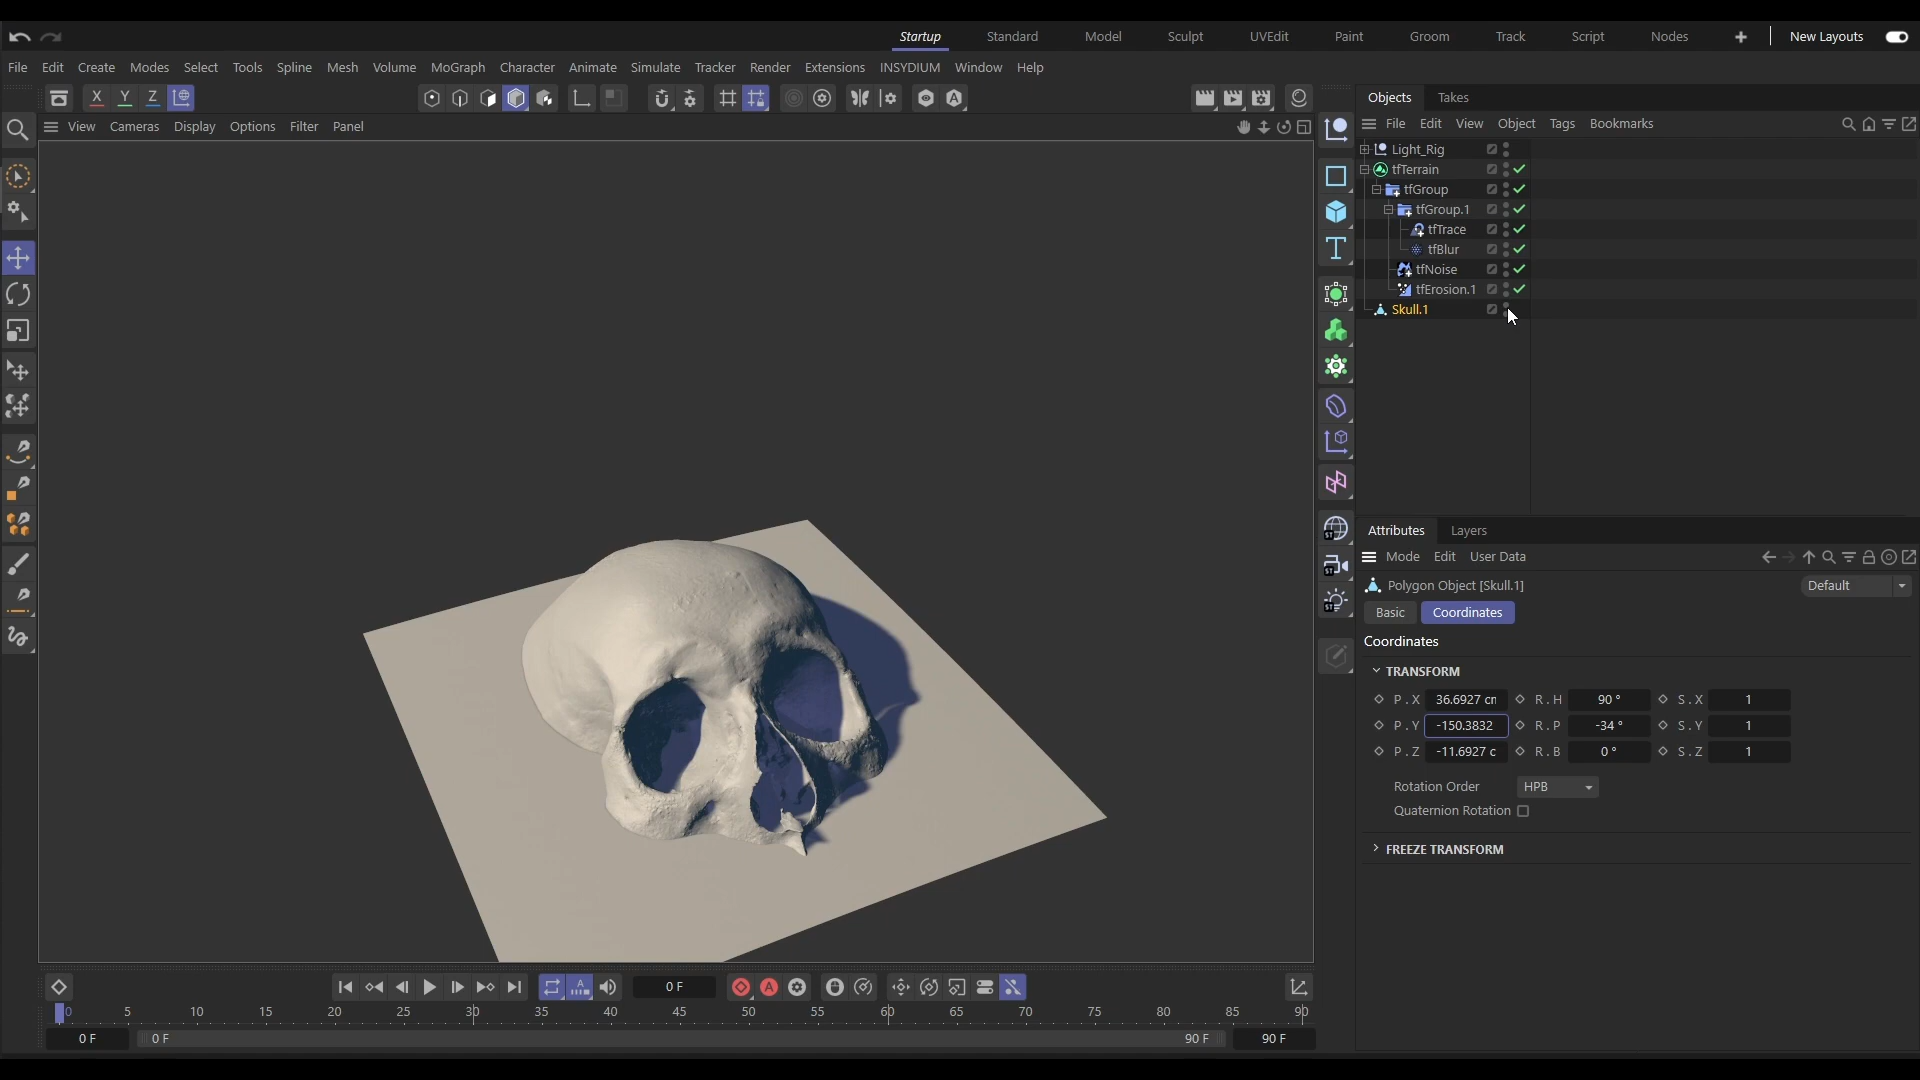 Startup Standard Model Sculpt UVEdit Paint Groom Track Script Nodes New Layouts
File Edit Create Modes Select Tools Spline Mesh Volume MoGraph Character Animate Simulate Tracker Render Extensions INSYDIUM Window Help
X Y Z
Objects Takes
View Cameras Display Options Filter Panel
File Edit View Object Tags Bookmarks
Light_Rig
tfTerrain
tfGroup
tfGroup.1
tfTrace
tfBlur
tfNoise
tfErosion.1
Skull.1
Attributes Layers
Mode Edit User Data
Polygon Object [Skull.1] Default
Basic Coordinates
Coordinates
TRANSFORM
P . X 36.6927 cn R . H 90 ° S . X 1
P . Y -150.3832 R . P -34 ° S . Y 1
P . Z -11.6927 c R . B 0 ° S . Z 1
Rotation Order HPB
Quaternion Rotation
FREEZE TRANSFORM
0 F
0 5 10 15 20 25 30 35 40 45 50 55 60 65 70 75 80 85 90
0 F 0 F 90 F 90 F